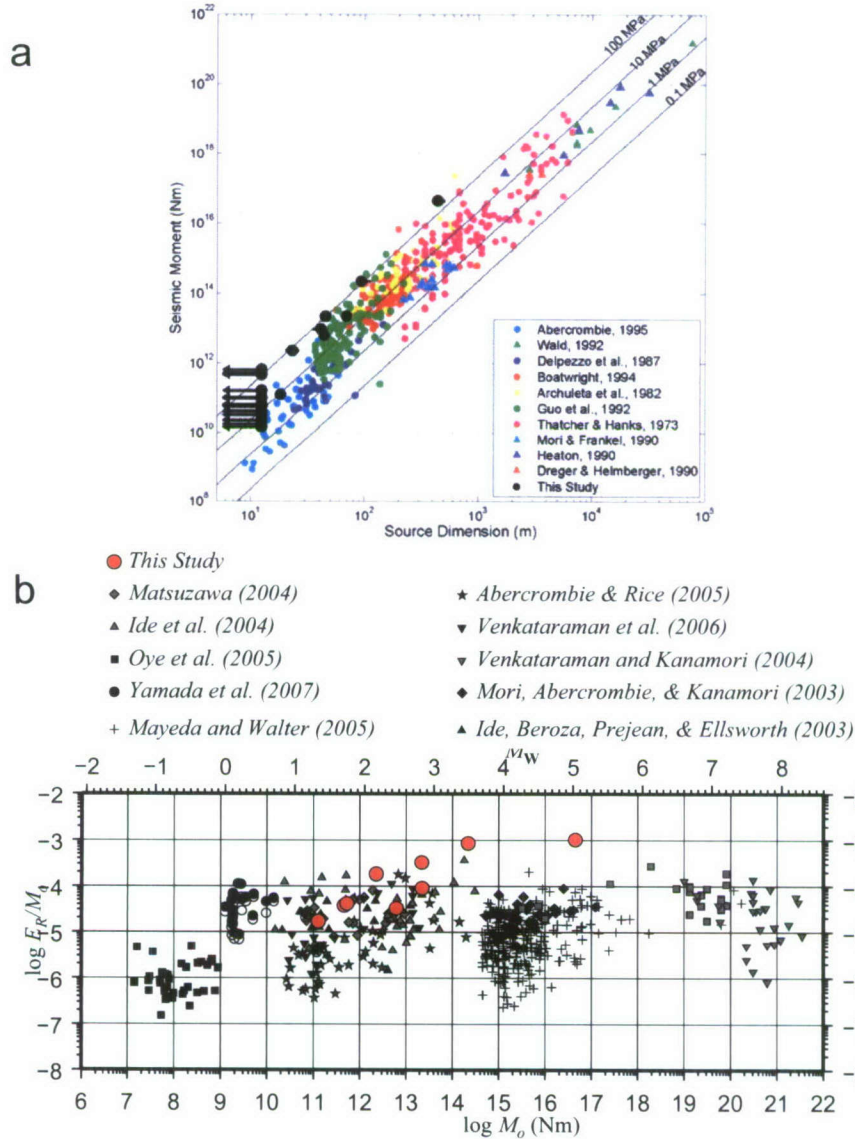 a
10^22
10^20
10^18
10^16
10^14
10^12
10^10
10^8
Seismic Moment (Nm)
100 MPa
10 MPa
1 MPa
0.1 MPa
Abercrombie, 1995
Wald, 1992
Delpezzo et al., 1987
Boatwright, 1994
Archuleta et al., 1982
Guo et al., 1992
Thatcher & Hanks, 1973
Mori & Frankel, 1990
Heaton, 1990
Dreger & Helmberger, 1990
This Study
10^1 10^2 10^3 10^4 10^5
Source Dimension (m)
b
This Study
Matsuzawa (2004)
Ide et al. (2004)
Oye et al. (2005)
Yamada et al. (2007)
Mayeda and Walter (2005)
Abercrombie & Rice (2005)
Venkataraman et al. (2006)
Venkataraman and Kanamori (2004)
Mori, Abercrombie, & Kanamori (2003)
Ide, Beroza, Prejean, & Ellsworth (2003)
Mw
−2 −1 0 1 2 3 4 5 6 7 8
−2
−3
−4
−5
−6
−7
−8
log E_R/M_o
6 7 8 9 10 11 12 13 14 15 16 17 18 19 20 21 22
log M_o (Nm)